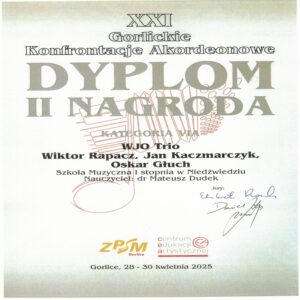 XXI
Gorlickie
Konfrontacje Akordeonowe
DYPLOM
II NAGRODA
KATEGORIA VIA
WJO Trio
Wiktor Rapacz, Jan Kaczmarczyk,
Oskar Głuch
Szkoła Muzyczna I stopnia w Niedźwiedziu
Nauczyciel: dr Mateusz Dudek
Jury:
ZPSM
Gorlice
centrum
edukacji
artystycznej
Gorlice, 28 - 30 kwietnia 2025